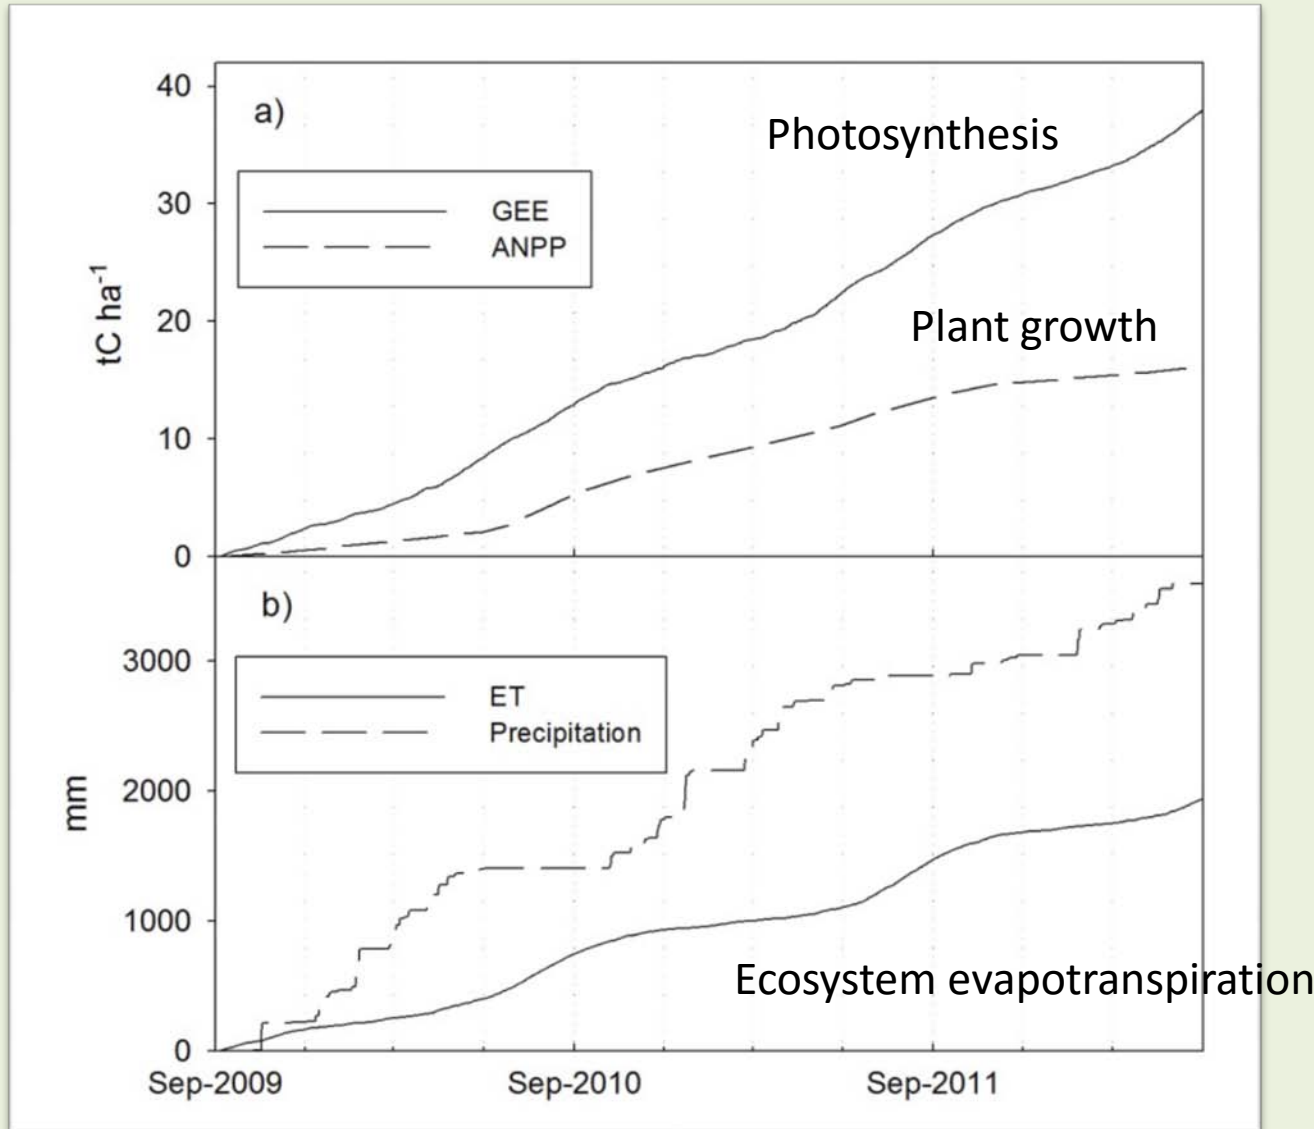 40
a)
Photosynthesis
GEE
ANPP
30
tC ha⁻¹
20
Plant growth
10
0
b)
3000
ET
Precipitation
2000
mm
1000
Ecosystem evapotranspiration
0
Sep-2009 Sep-2010 Sep-2011